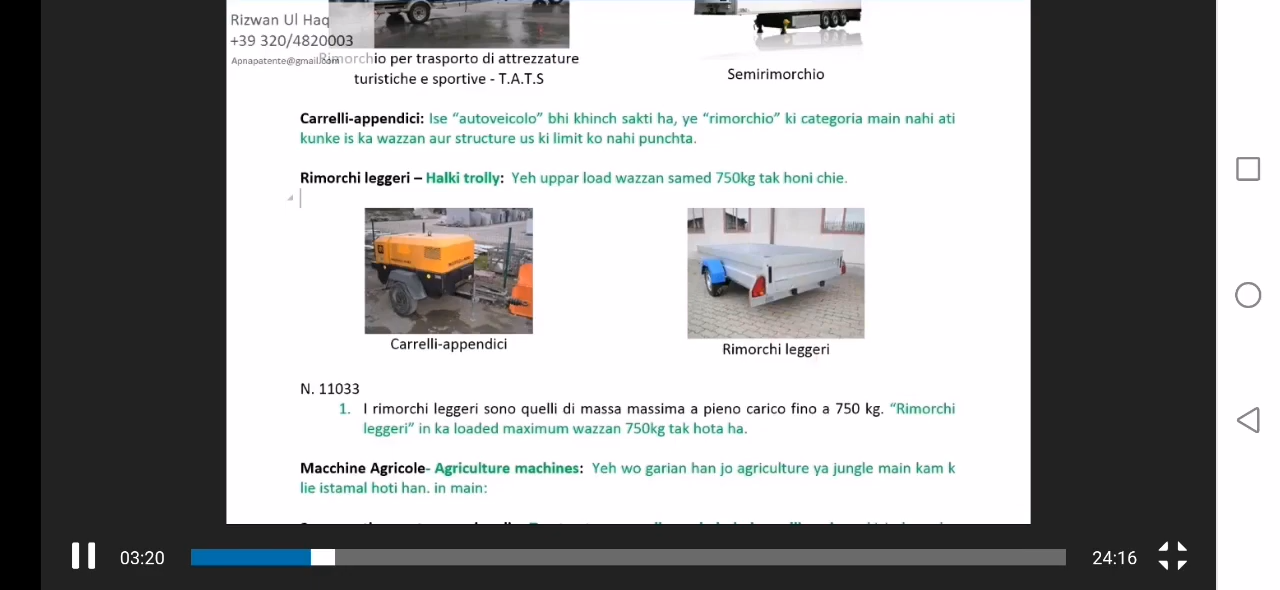 Rizwan Ul Haq
+39 320/4820003
Apnapatente@gmail.com
Rimorchio per trasporto di attrezzature
turistiche e sportive - T.A.T.S
Semirimorchio
Carrelli-appendici: Ise “autoveicolo” bhi khinch sakti ha, ye “rimorchio” ki categoria main nahi ati
kunke is ka wazzan aur structure us ki limit ko nahi punchta.
Rimorchi leggeri – Halki trolly: Yeh uppar load wazzan samed 750kg tak honi chie.
Carrelli-appendici
Rimorchi leggeri
N. 11033
1. I rimorchi leggeri sono quelli di massa massima a pieno carico fino a 750 kg. “Rimorchi
leggeri” in ka loaded maximum wazzan 750kg tak hota ha.
Macchine Agricole- Agriculture machines: Yeh wo garian han jo agriculture ya jungle main kam k
lie istamal hoti han. in main:
03:20
24:16